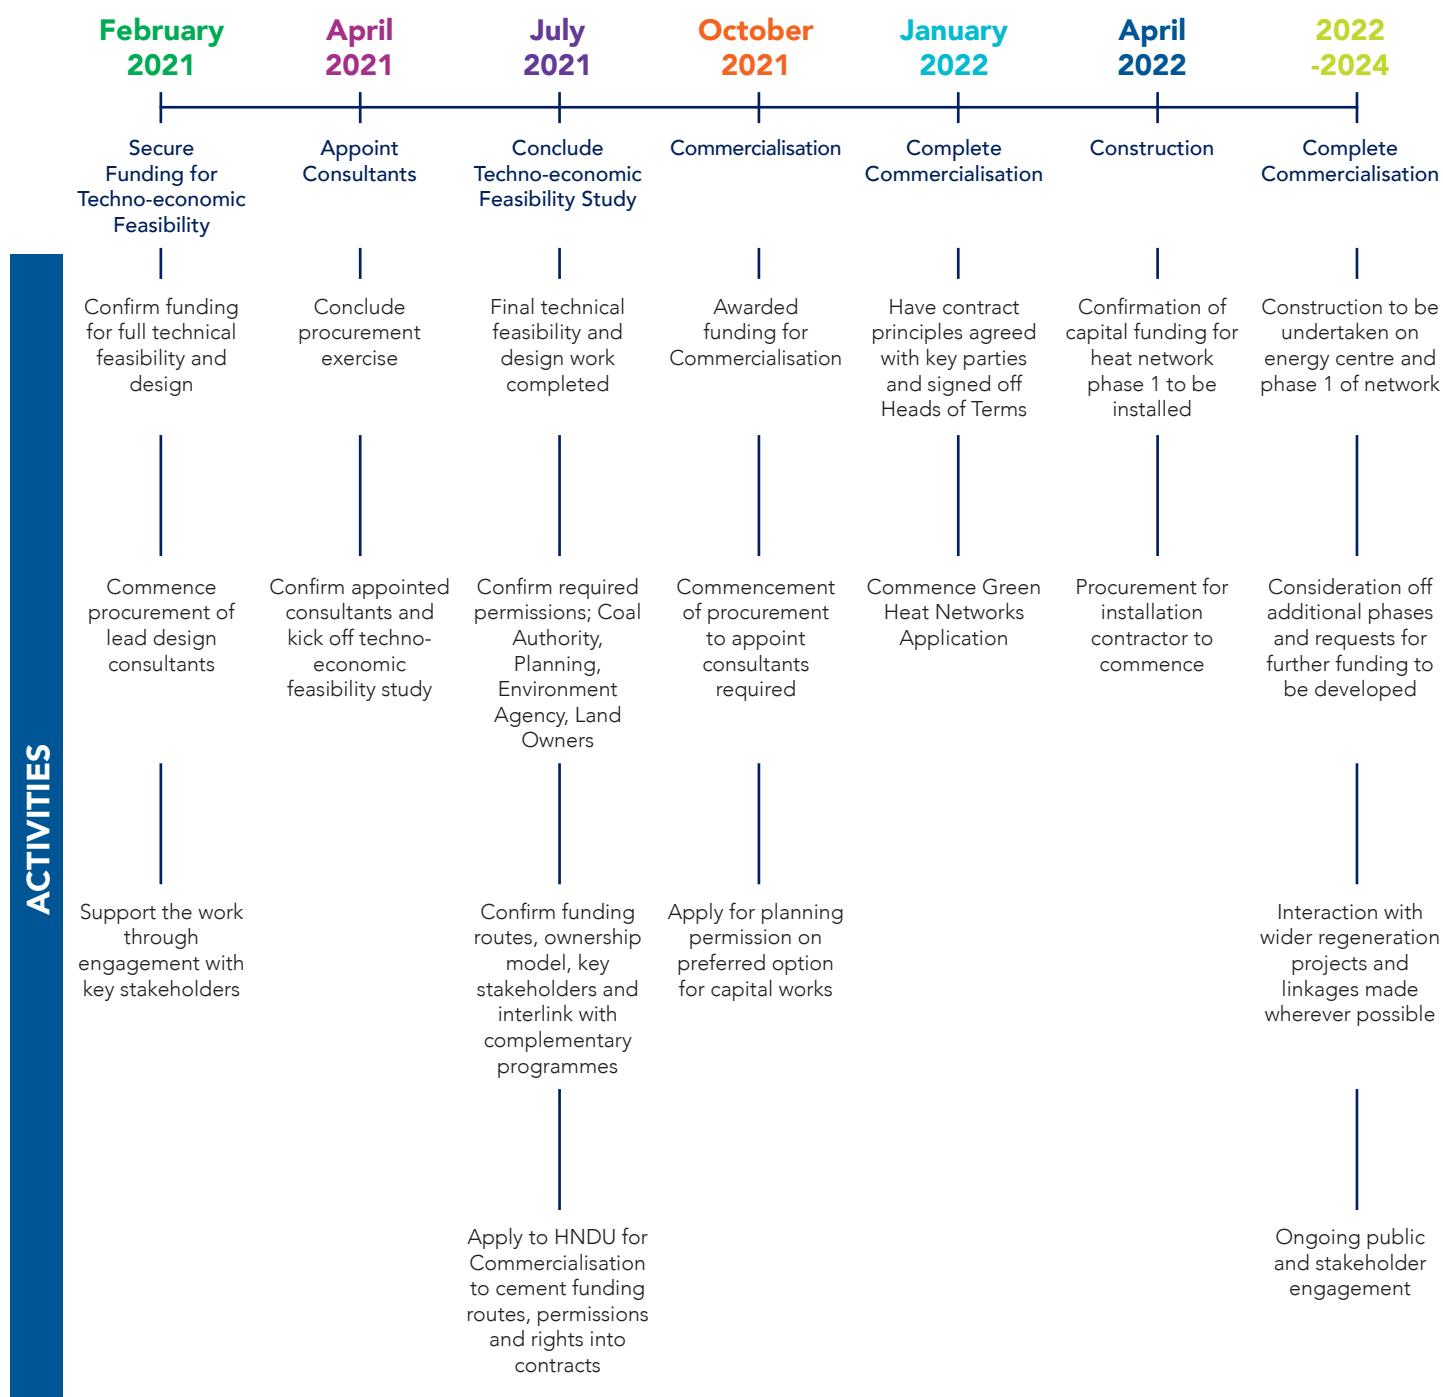 February
2021
April
2021
July
2021
October
2021
January
2022
April
2022
2022
-2024
Secure
Funding for
Techno-economic
Feasibility
Appoint
Consultants
Conclude
Techno-economic
Feasibility Study
Commercialisation
Complete
Commercialisation
Construction
Complete
Commercialisation
ACTIVITIES
Confirm funding
for full technical
feasibility and
design
Conclude
procurement
exercise
Final technical
feasibility and
design work
completed
Awarded
funding for
Commercialisation
Have contract
principles agreed
with key parties
and signed off
Heads of Terms
Confirmation of
capital funding for
heat network
phase 1 to be
installed
Construction to be
undertaken on
energy centre and
phase 1 of network
Commence
procurement of
lead design
consultants
Confirm appointed
consultants and
kick off techno-
economic
feasibility study
Confirm required
permissions; Coal
Authority,
Planning,
Environment
Agency, Land
Owners
Commencement
of procurement
to appoint
consultants
required
Commence Green
Heat Networks
Application
Procurement for
installation
contractor to
commence
Consideration off
additional phases
and requests for
further funding to
be developed
Support the work
through
engagement with
key stakeholders
Confirm funding
routes, ownership
model, key
stakeholders and
interlink with
complementary
programmes
Apply for planning
permission on
preferred option
for capital works
Interaction with
wider regeneration
projects and
linkages made
wherever possible
Apply to HNDU for
Commercialisation
to cement funding
routes, permissions
and rights into
contracts
Ongoing public
and stakeholder
engagement